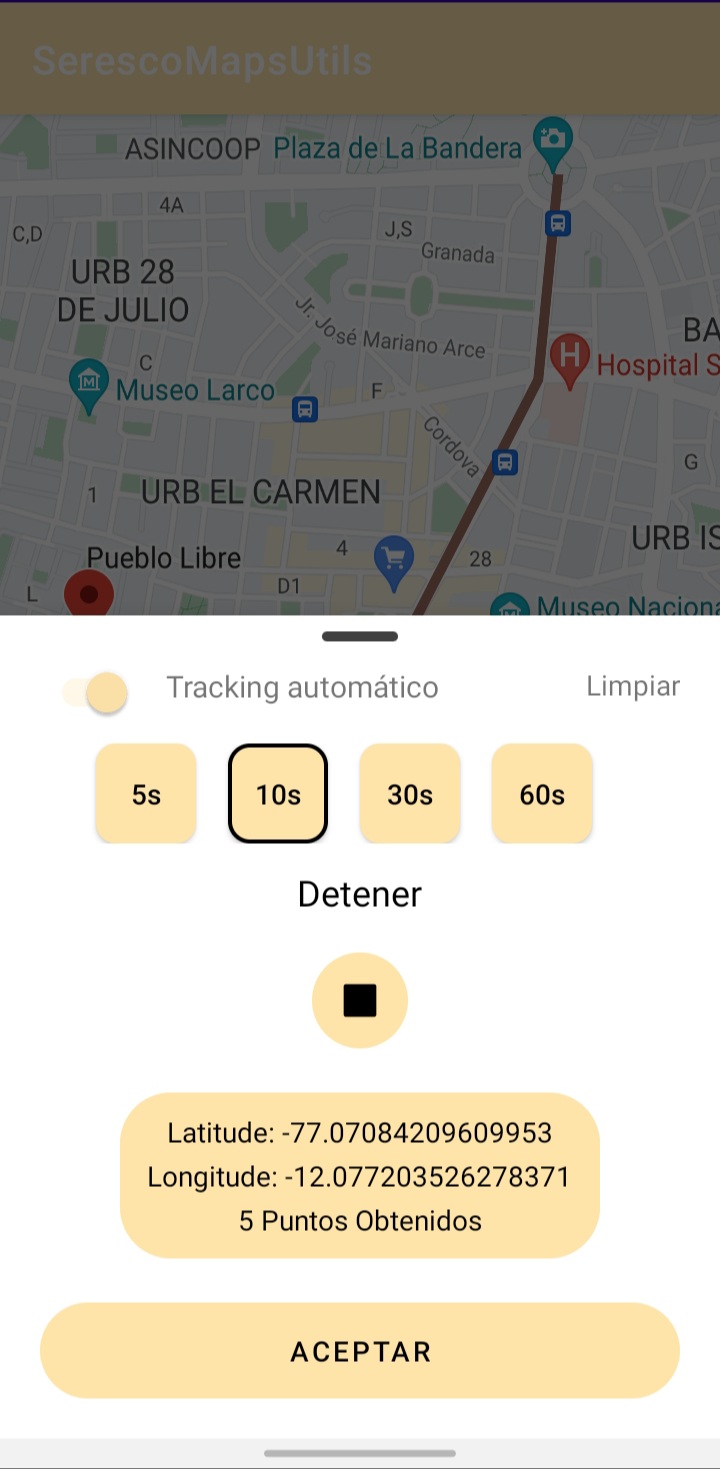 SerescoMapsUtils
ASINCOOP
Plaza de La Bandera
4A
C,D
J,S
Granada
URB 28
DE JULIO
Jr. José Mariano Arce
BA
H
Hospital S
C
Museo Larco
F
Cordova
G
1
URB EL CARMEN
URB IS
Pueblo Libre
4
28
L
D1
Museo Naciona
Tracking automático
Limpiar
5s
10s
30s
60s
Detener
Latitude: -77.07084209609953
Longitude: -12.077203526278371
5 Puntos Obtenidos
ACEPTAR